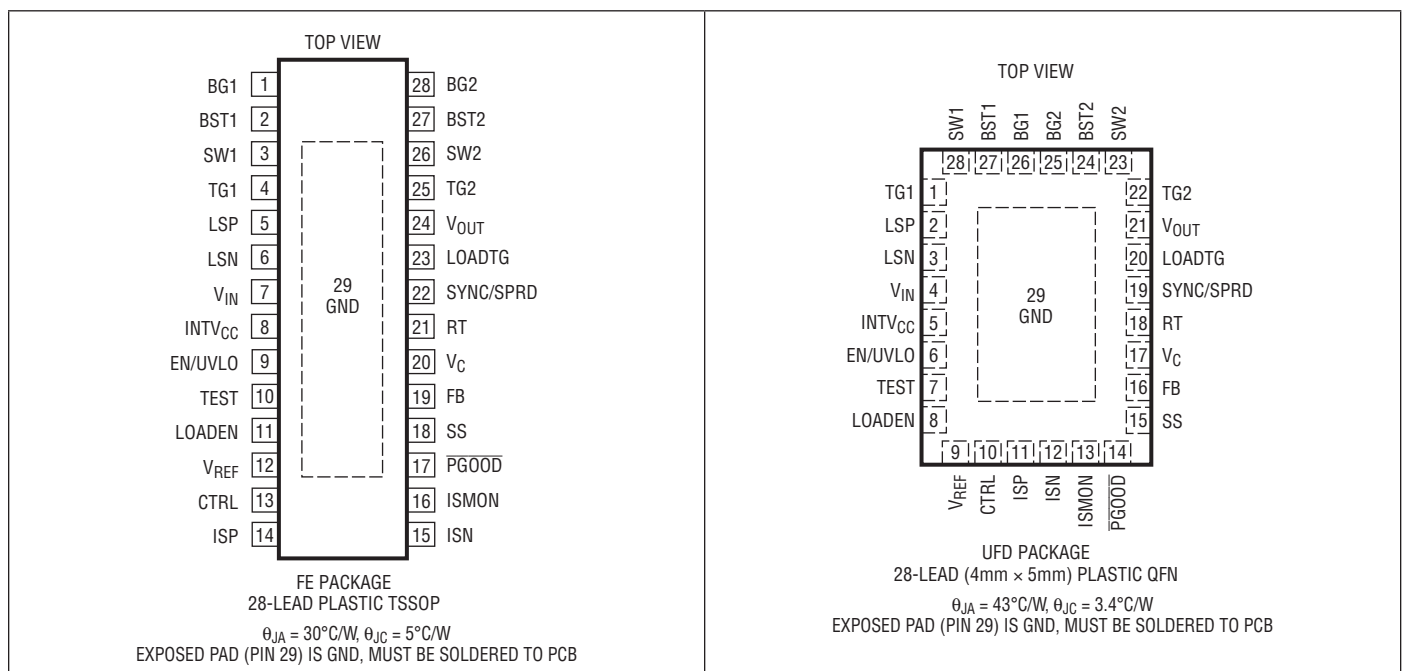 TOP VIEW
BG1 1
BST1 2
SW1 3
TG1 4
LSP 5
LSN 6
VIN 7
INTVCC 8
EN/UVLO 9
TEST 10
LOADEN 11
VREF 12
CTRL 13
ISP 14
28 BG2
27 BST2
26 SW2
25 TG2
24 VOUT
23 LOADTG
22 SYNC/SPRD
21 RT
20 VC
19 FB
18 SS
17 PGOOD
16 ISMON
15 ISN
29
GND
FE PACKAGE
28-LEAD PLASTIC TSSOP
θJA = 30°C/W, θJC = 5°C/W
EXPOSED PAD (PIN 29) IS GND, MUST BE SOLDERED TO PCB
TOP VIEW
SW1 BST1 BG1 BG2 BST2 SW2
28 27 26 25 24 23
TG1 1
LSP 2
LSN 3
VIN 4
INTVCC 5
EN/UVLO 6
TEST 7
LOADEN 8
22 TG2
21 VOUT
20 LOADTG
19 SYNC/SPRD
18 RT
17 VC
16 FB
15 SS
29
GND
9 10 11 12 13 14
VREF CTRL ISP ISN ISMON PGOOD
UFD PACKAGE
28-LEAD (4mm × 5mm) PLASTIC QFN
θJA = 43°C/W, θJC = 3.4°C/W
EXPOSED PAD (PIN 29) IS GND, MUST BE SOLDERED TO PCB